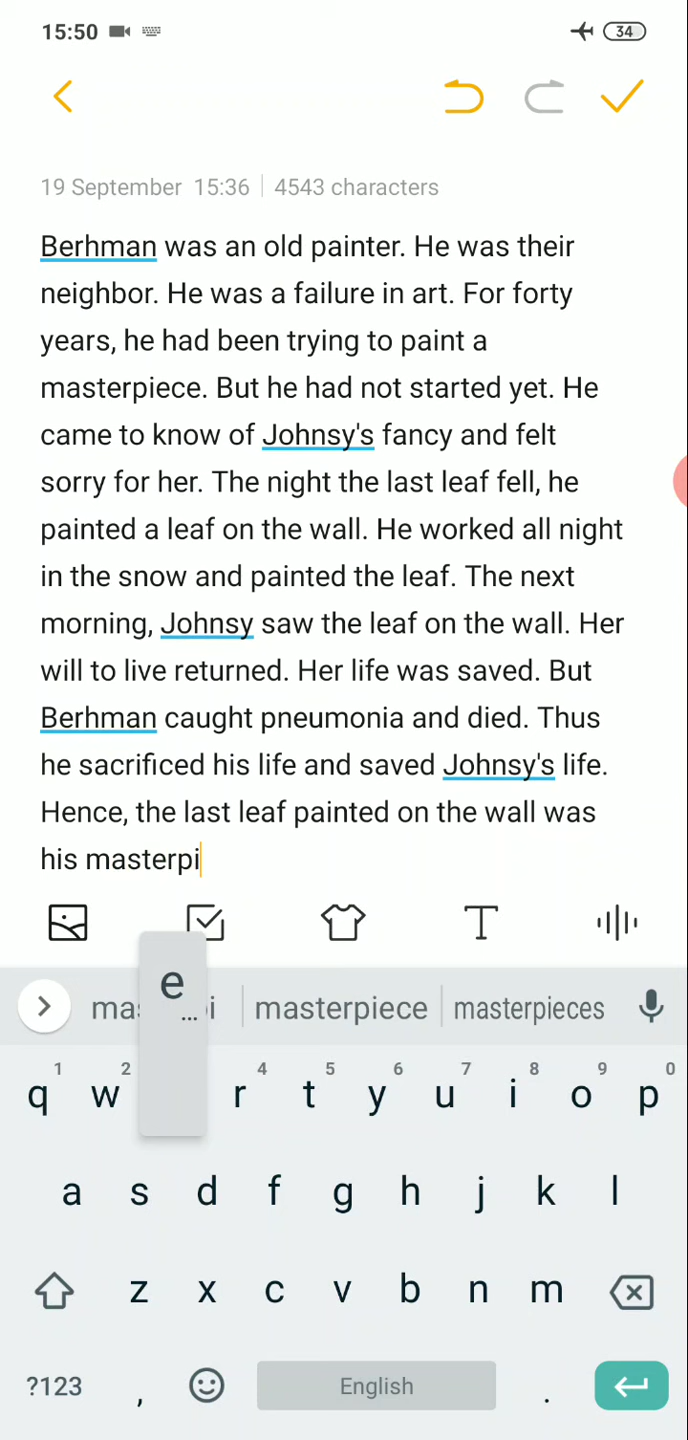 15:50 34
19 September 15:36 | 4543 characters
Berhman was an old painter. He was their
neighbor. He was a failure in art. For forty
years, he had been trying to paint a
masterpiece. But he had not started yet. He
came to know of Johnsy's fancy and felt
sorry for her. The night the last leaf fell, he
painted a leaf on the wall. He worked all night
in the snow and painted the leaf. The next
morning, Johnsy saw the leaf on the wall. Her
will to live returned. Her life was saved. But
Berhman caught pneumonia and died. Thus
he sacrificed his life and saved Johnsy's life.
Hence, the last leaf painted on the wall was
his masterpi
e
...
masterpiece masterpieces
1 2 4 5 6 7 8 9 0
q w r t y u i o p
a s d f g h j k l
z x c v b n m
?123 , English .